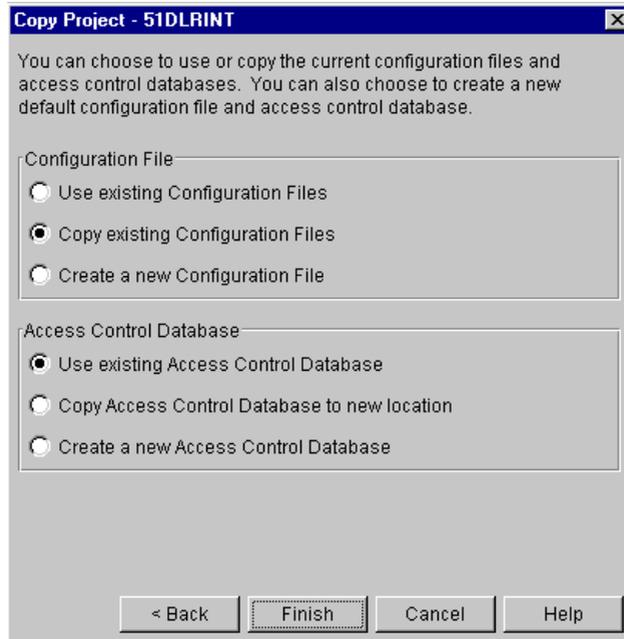 Copy Project - 51DLRINT
You can choose to use or copy the current configuration files and
access control databases. You can also choose to create a new
default configuration file and access control database.
Configuration File
Use existing Configuration Files
Copy existing Configuration Files
Create a new Configuration File
Access Control Database
Use existing Access Control Database
Copy Access Control Database to new location
Create a new Access Control Database
< Back
Finish
Cancel
Help